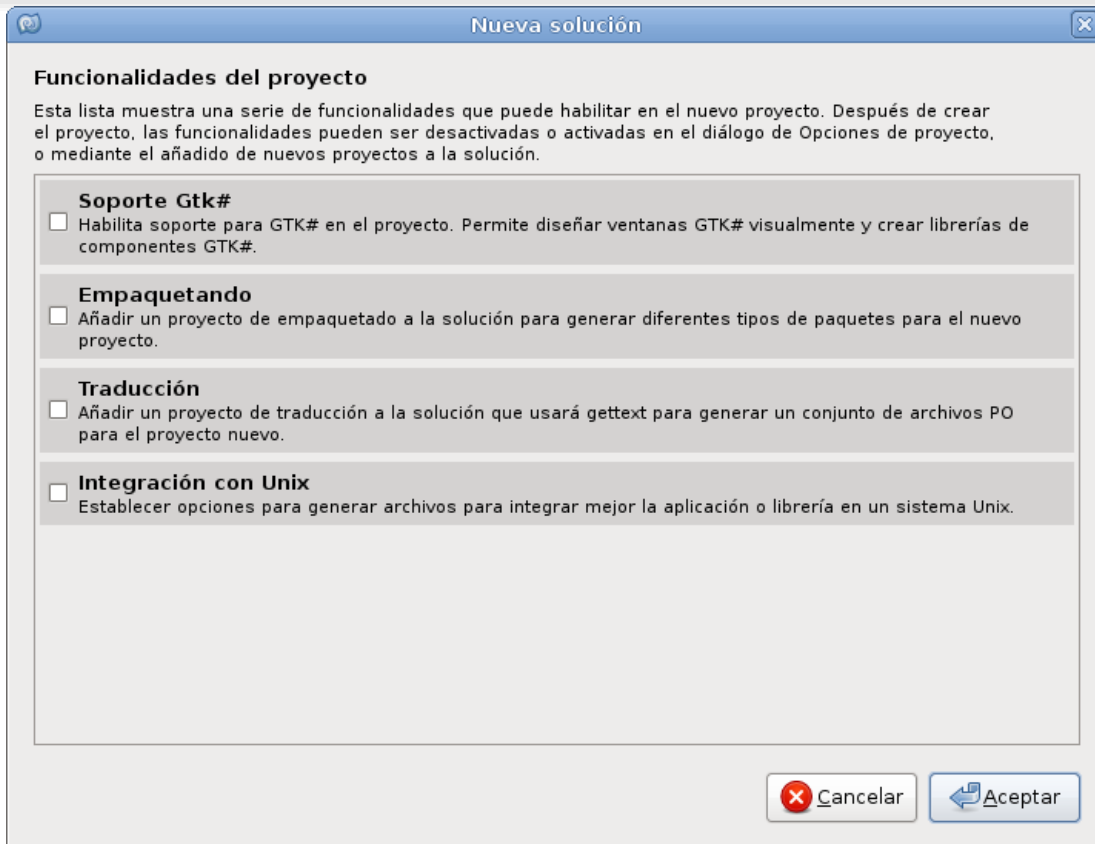 Nueva solución
Funcionalidades del proyecto
Esta lista muestra una serie de funcionalidades que puede habilitar en el nuevo proyecto. Después de crear
el proyecto, las funcionalidades pueden ser desactivadas o activadas en el diálogo de Opciones de proyecto,
o mediante el añadido de nuevos proyectos a la solución.
Soporte Gtk#
Habilita soporte para GTK# en el proyecto. Permite diseñar ventanas GTK# visualmente y crear librerías de
componentes GTK#.
Empaquetando
Añadir un proyecto de empaquetado a la solución para generar diferentes tipos de paquetes para el nuevo
proyecto.
Traducción
Añadir un proyecto de traducción a la solución que usará gettext para generar un conjunto de archivos PO
para el proyecto nuevo.
Integración con Unix
Establecer opciones para generar archivos para integrar mejor la aplicación o librería en un sistema Unix.
Cancelar
Aceptar